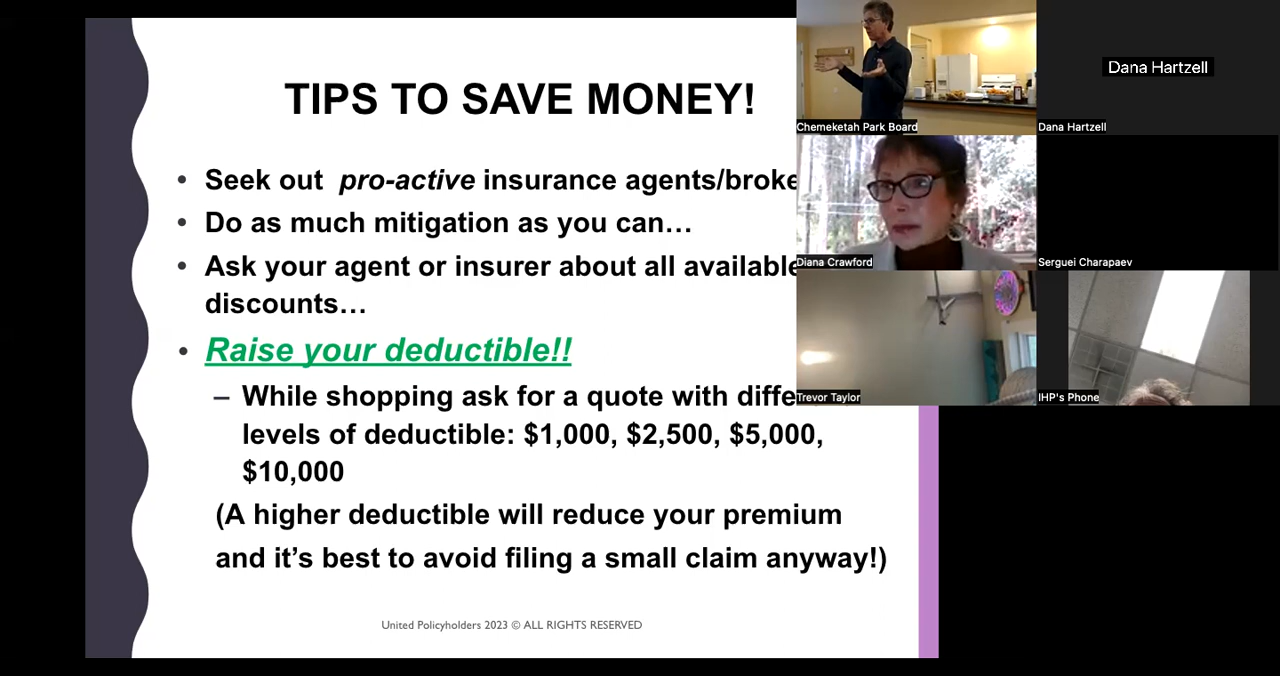 TIPS TO SAVE MONEY!
• Seek out pro-active insurance agents/broke
• Do as much mitigation as you can…
• Ask your agent or insurer about all available
discounts…
• Raise your deductible!!
– While shopping ask for a quote with diffe
levels of deductible: $1,000, $2,500, $5,000,
$10,000
(A higher deductible will reduce your premium
and it’s best to avoid filing a small claim anyway!)
United Policyholders 2023 © ALL RIGHTS RESERVED
Chemeketah Park Board
Dana Hartzell
Dana Hartzell
Diana Crawford
Serguei Charapaev
Trevor Taylor
IHP's Phone